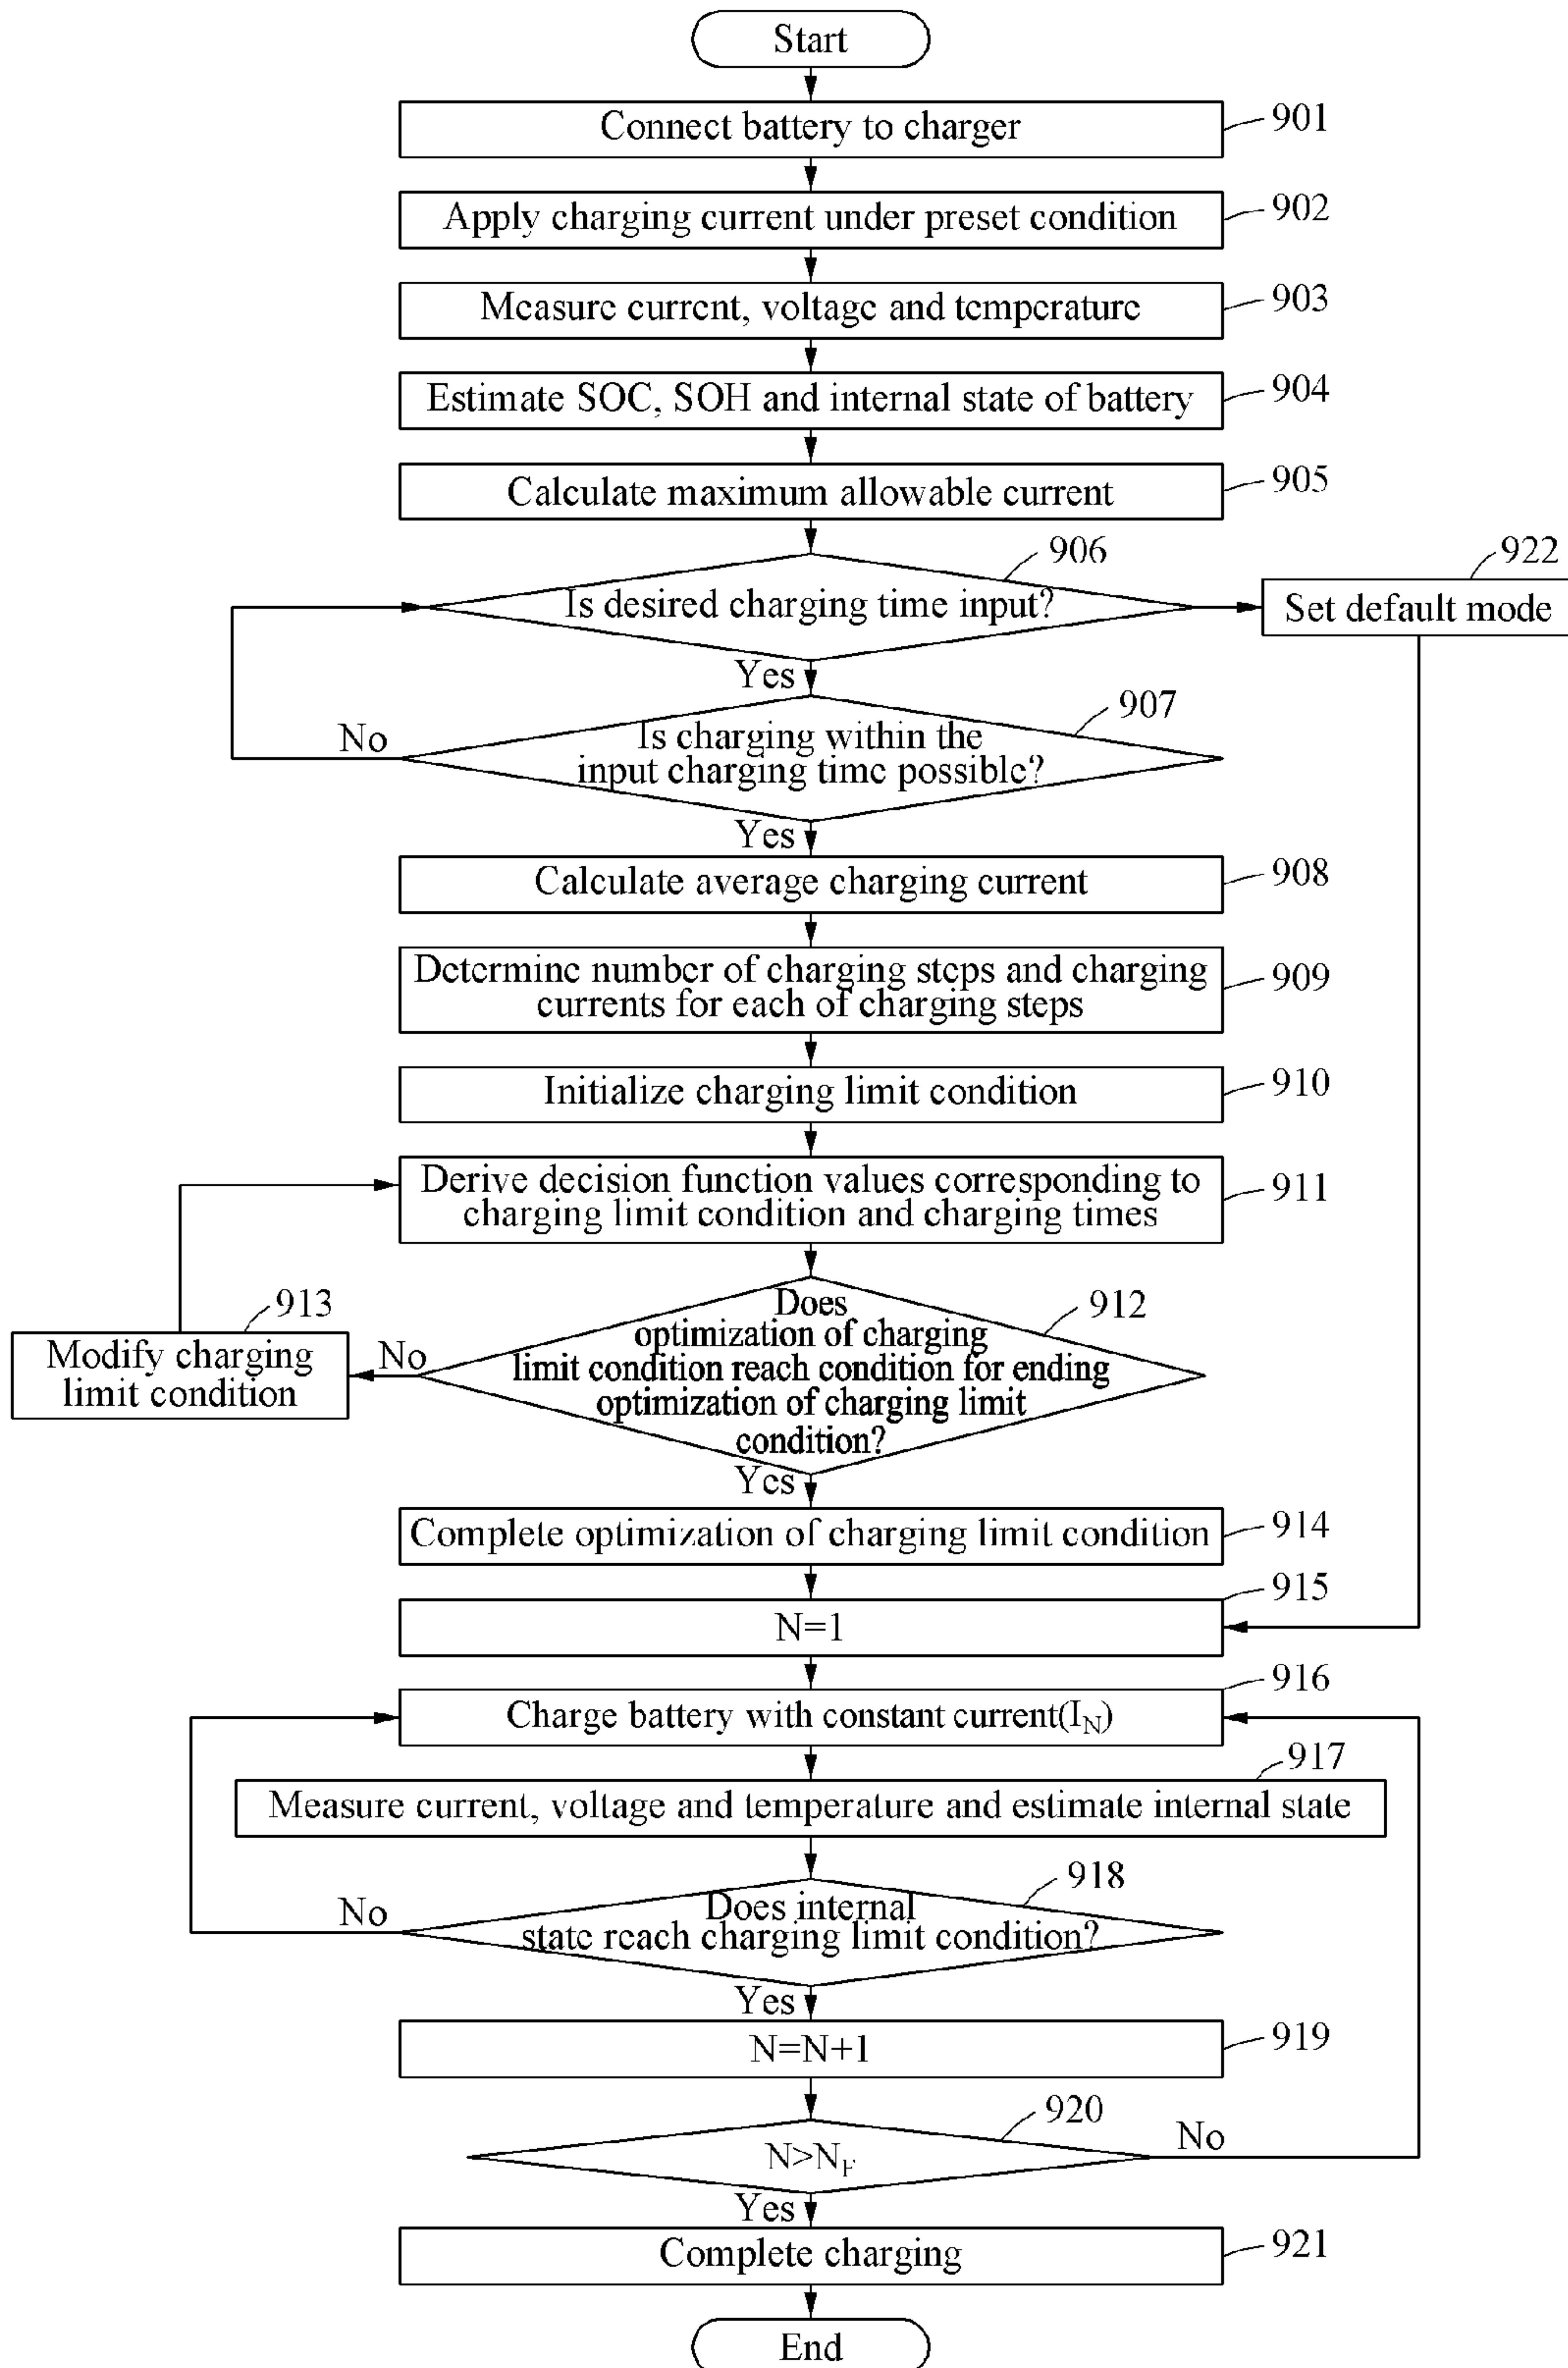 Start
Connect battery to charger
901
Apply charging current under preset condition
902
Measure current, voltage and temperature
903
Estimate SOC, SOH and internal state of battery
904
Calculate maximum allowable current
905
906
Is desired charging time input?
922
Set default mode
Yes
907
Is charging within the
input charging time possible?
No
Yes
Calculate average charging current
908
Determine number of charging steps and charging
currents for each of charging steps
909
Initialize charging limit condition
910
Derive decision function values corresponding to
charging limit condition and charging times
911
912
Does
optimization of charging
limit condition reach condition for ending
optimization of charging limit
condition?
No
913
Modify charging
limit condition
Yes
Complete optimization of charging limit condition
914
915
N=1
916
Charge battery with constant current(I_N)
917
Measure current, voltage and temperature and estimate internal state
918
Does internal
state reach charging limit condition?
No
Yes
N=N+1
919
920
N>N_F
No
Yes
Complete charging
921
End